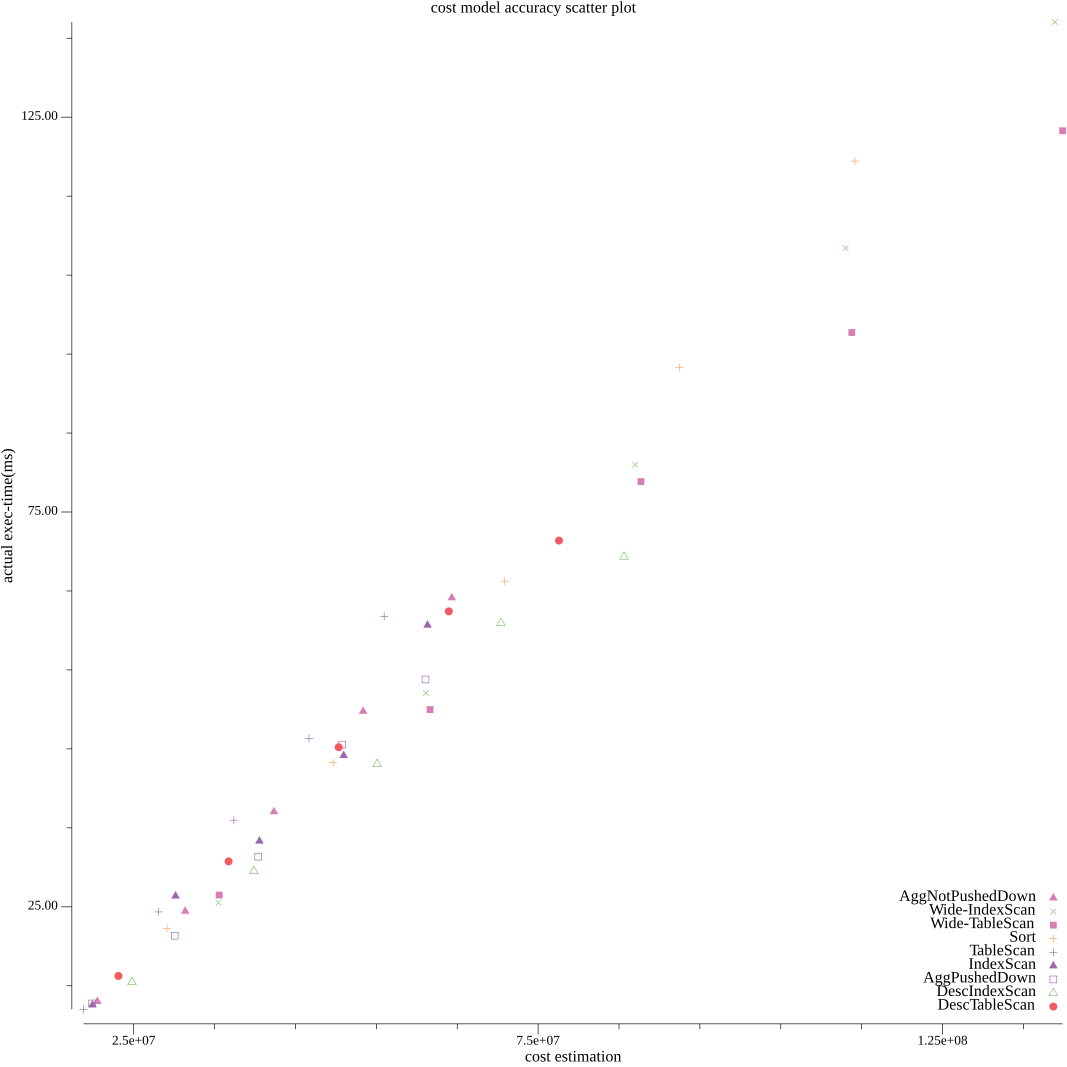 cost model accuracy scatter plot
125.00
75.00
25.00
actual exec-time(ms)
AggNotPushedDown
Wide-IndexScan
Wide-TableScan
Sort
TableScan
IndexScan
AggPushedDown
DescIndexScan
DescTableScan
2.5e+07
7.5e+07
1.25e+08
cost estimation